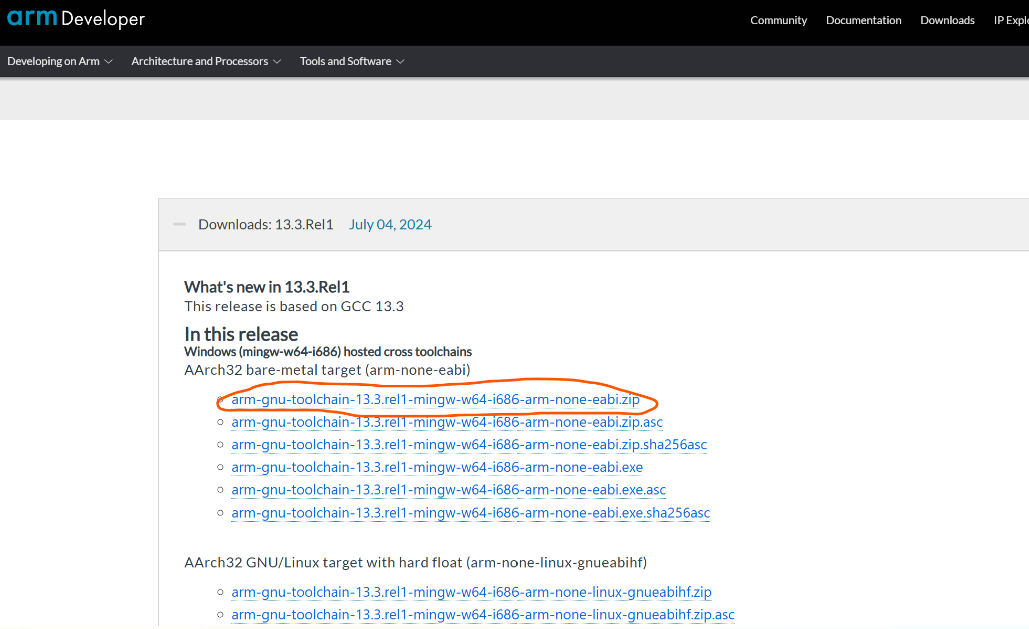 arm Developer
Community Documentation Downloads IP Explo
Developing on Arm Architecture and Processors Tools and Software
Downloads: 13.3.Rel1 July 04, 2024
What's new in 13.3.Rel1
This release is based on GCC 13.3
In this release
Windows (mingw-w64-i686) hosted cross toolchains
AArch32 bare-metal target (arm-none-eabi)
arm-gnu-toolchain-13.3.rel1-mingw-w64-i686-arm-none-eabi.zip
arm-gnu-toolchain-13.3.rel1-mingw-w64-i686-arm-none-eabi.zip.asc
arm-gnu-toolchain-13.3.rel1-mingw-w64-i686-arm-none-eabi.zip.sha256asc
arm-gnu-toolchain-13.3.rel1-mingw-w64-i686-arm-none-eabi.exe
arm-gnu-toolchain-13.3.rel1-mingw-w64-i686-arm-none-eabi.exe.asc
arm-gnu-toolchain-13.3.rel1-mingw-w64-i686-arm-none-eabi.exe.sha256asc
AArch32 GNU/Linux target with hard float (arm-none-linux-gnueabihf)
arm-gnu-toolchain-13.3.rel1-mingw-w64-i686-arm-none-linux-gnueabihf.zip
arm-gnu-toolchain-13.3.rel1-mingw-w64-i686-arm-none-linux-gnueabihf.zip.asc